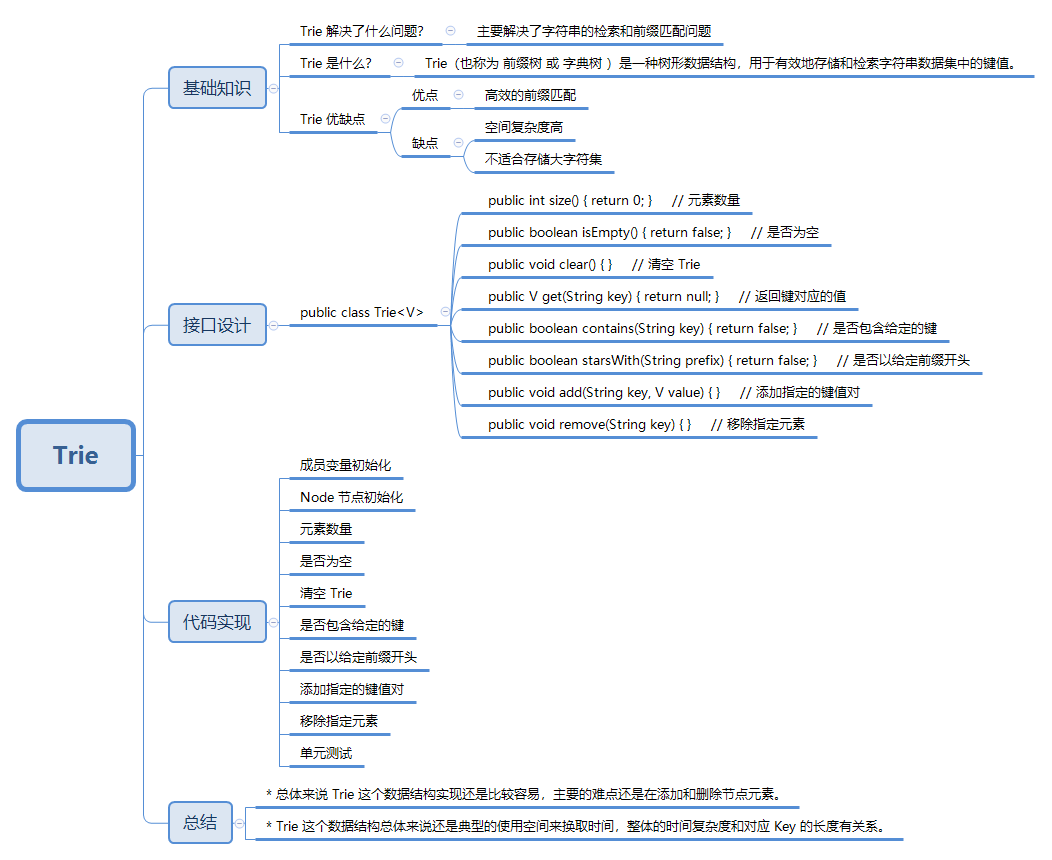 Trie
基础知识
Trie 解决了什么问题？
主要解决了字符串的检索和前缀匹配问题
Trie 是什么？
Trie（也称为 前缀树 或 字典树 ）是一种树形数据结构，用于有效地存储和检索字符串数据集中的键值。
Trie 优缺点
优点
高效的前缀匹配
缺点
空间复杂度高
不适合存储大字符集
接口设计
public class Trie<V>
public int size() { return 0; } // 元素数量
public boolean isEmpty() { return false; } // 是否为空
public void clear() { } // 清空 Trie
public V get(String key) { return null; } // 返回键对应的值
public boolean contains(String key) { return false; } // 是否包含给定的键
public boolean starsWith(String prefix) { return false; } // 是否以给定前缀开头
public void add(String key, V value) { } // 添加指定的键值对
public void remove(String key) { } // 移除指定元素
代码实现
成员变量初始化
Node 节点初始化
元素数量
是否为空
清空 Trie
是否包含给定的键
是否以给定前缀开头
添加指定的键值对
移除指定元素
单元测试
总结
* 总体来说 Trie 这个数据结构实现还是比较容易，主要的难点还是在添加和删除节点元素。
* Trie 这个数据结构总体来说还是典型的使用空间来换取时间，整体的时间复杂度和对应 Key 的长度有关系。